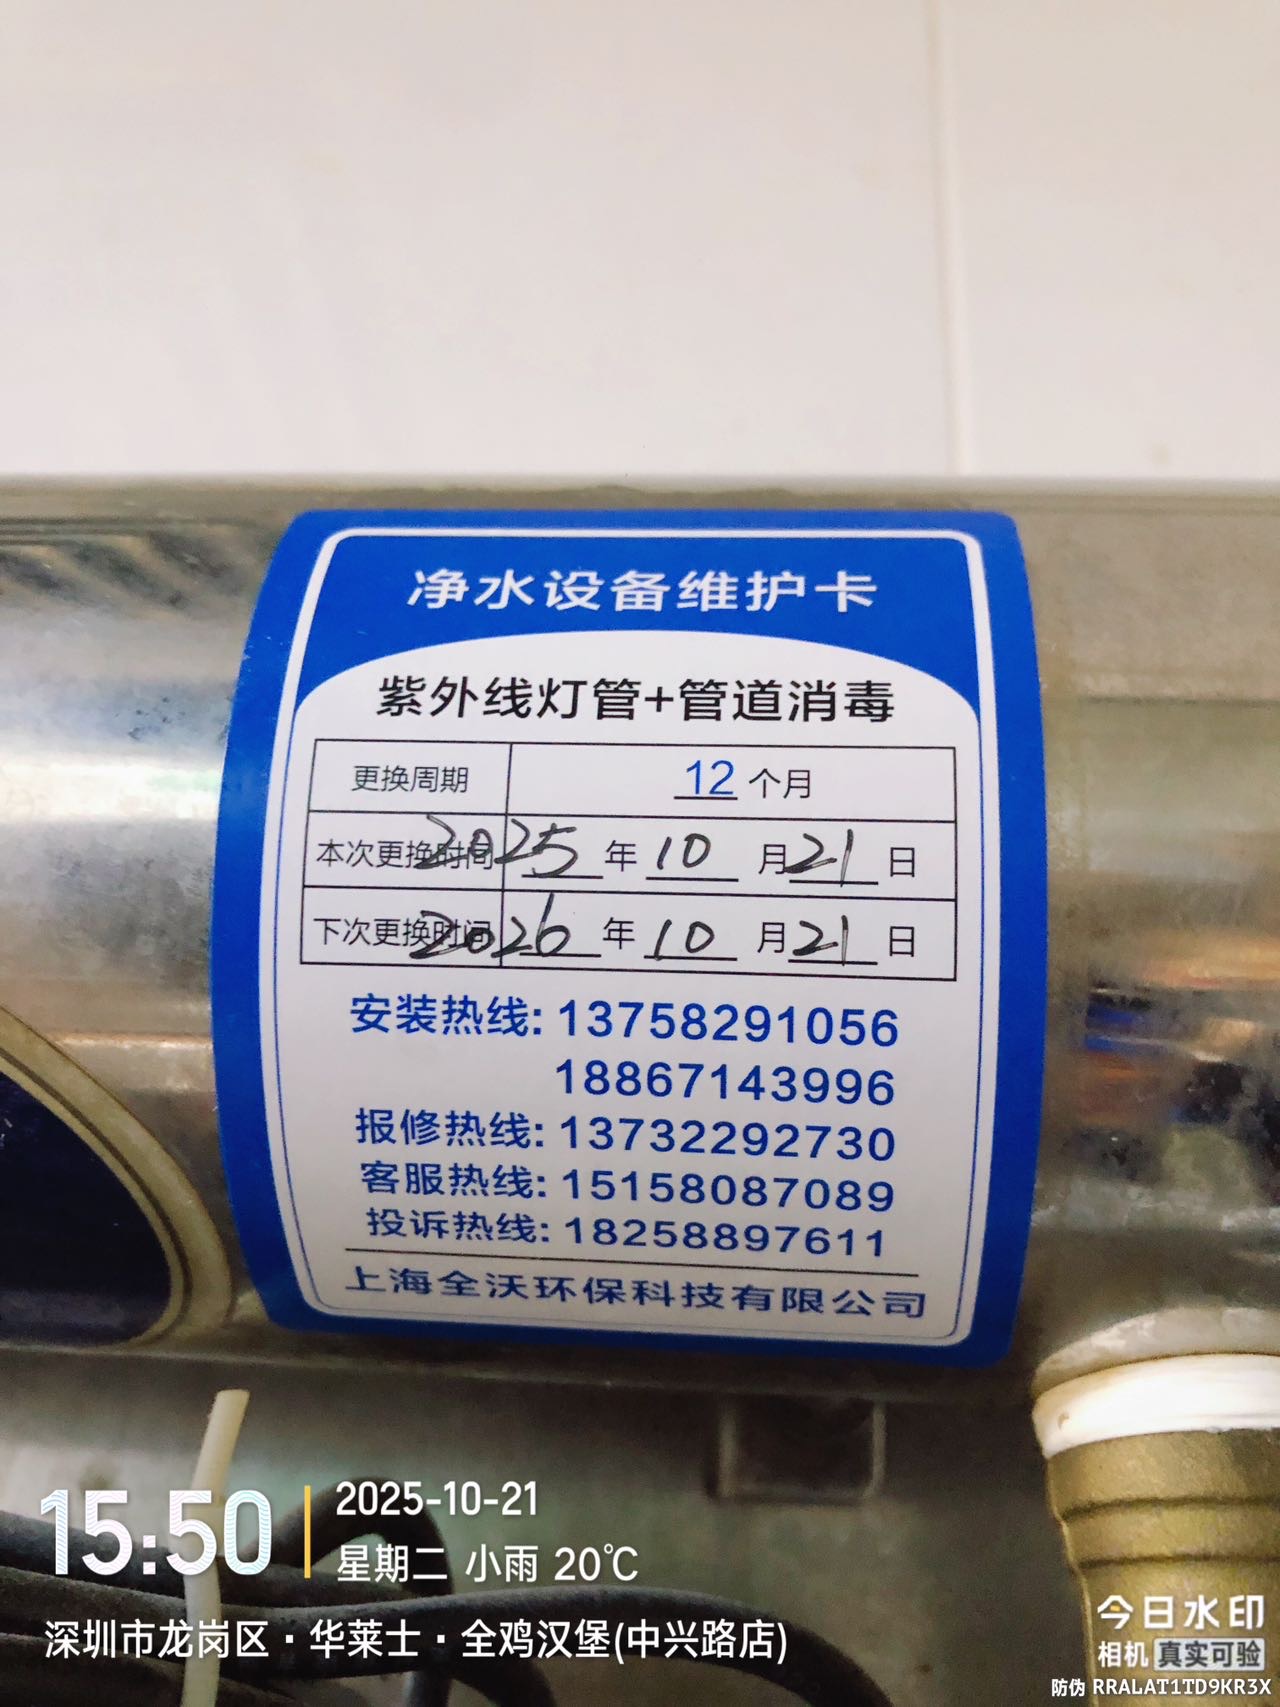 净水设备维护卡
紫外线灯管+管道消毒
更换周期 12 个月
本次更换时间 2025 年 10 月 21 日
下次更换时间 2026 年 10 月 21 日
安装热线: 13758291056
18867143996
报修热线: 13732292730
客服热线: 15158087089
投诉热线: 18258897611
上海全沃环保科技有限公司
15:50
2025-10-21
星期二 小雨 20℃
深圳市龙岗区·华莱士·全鸡汉堡(中兴路店)
今日水印
相机 真实可验
防伪 RRALAT1TD9KR3X